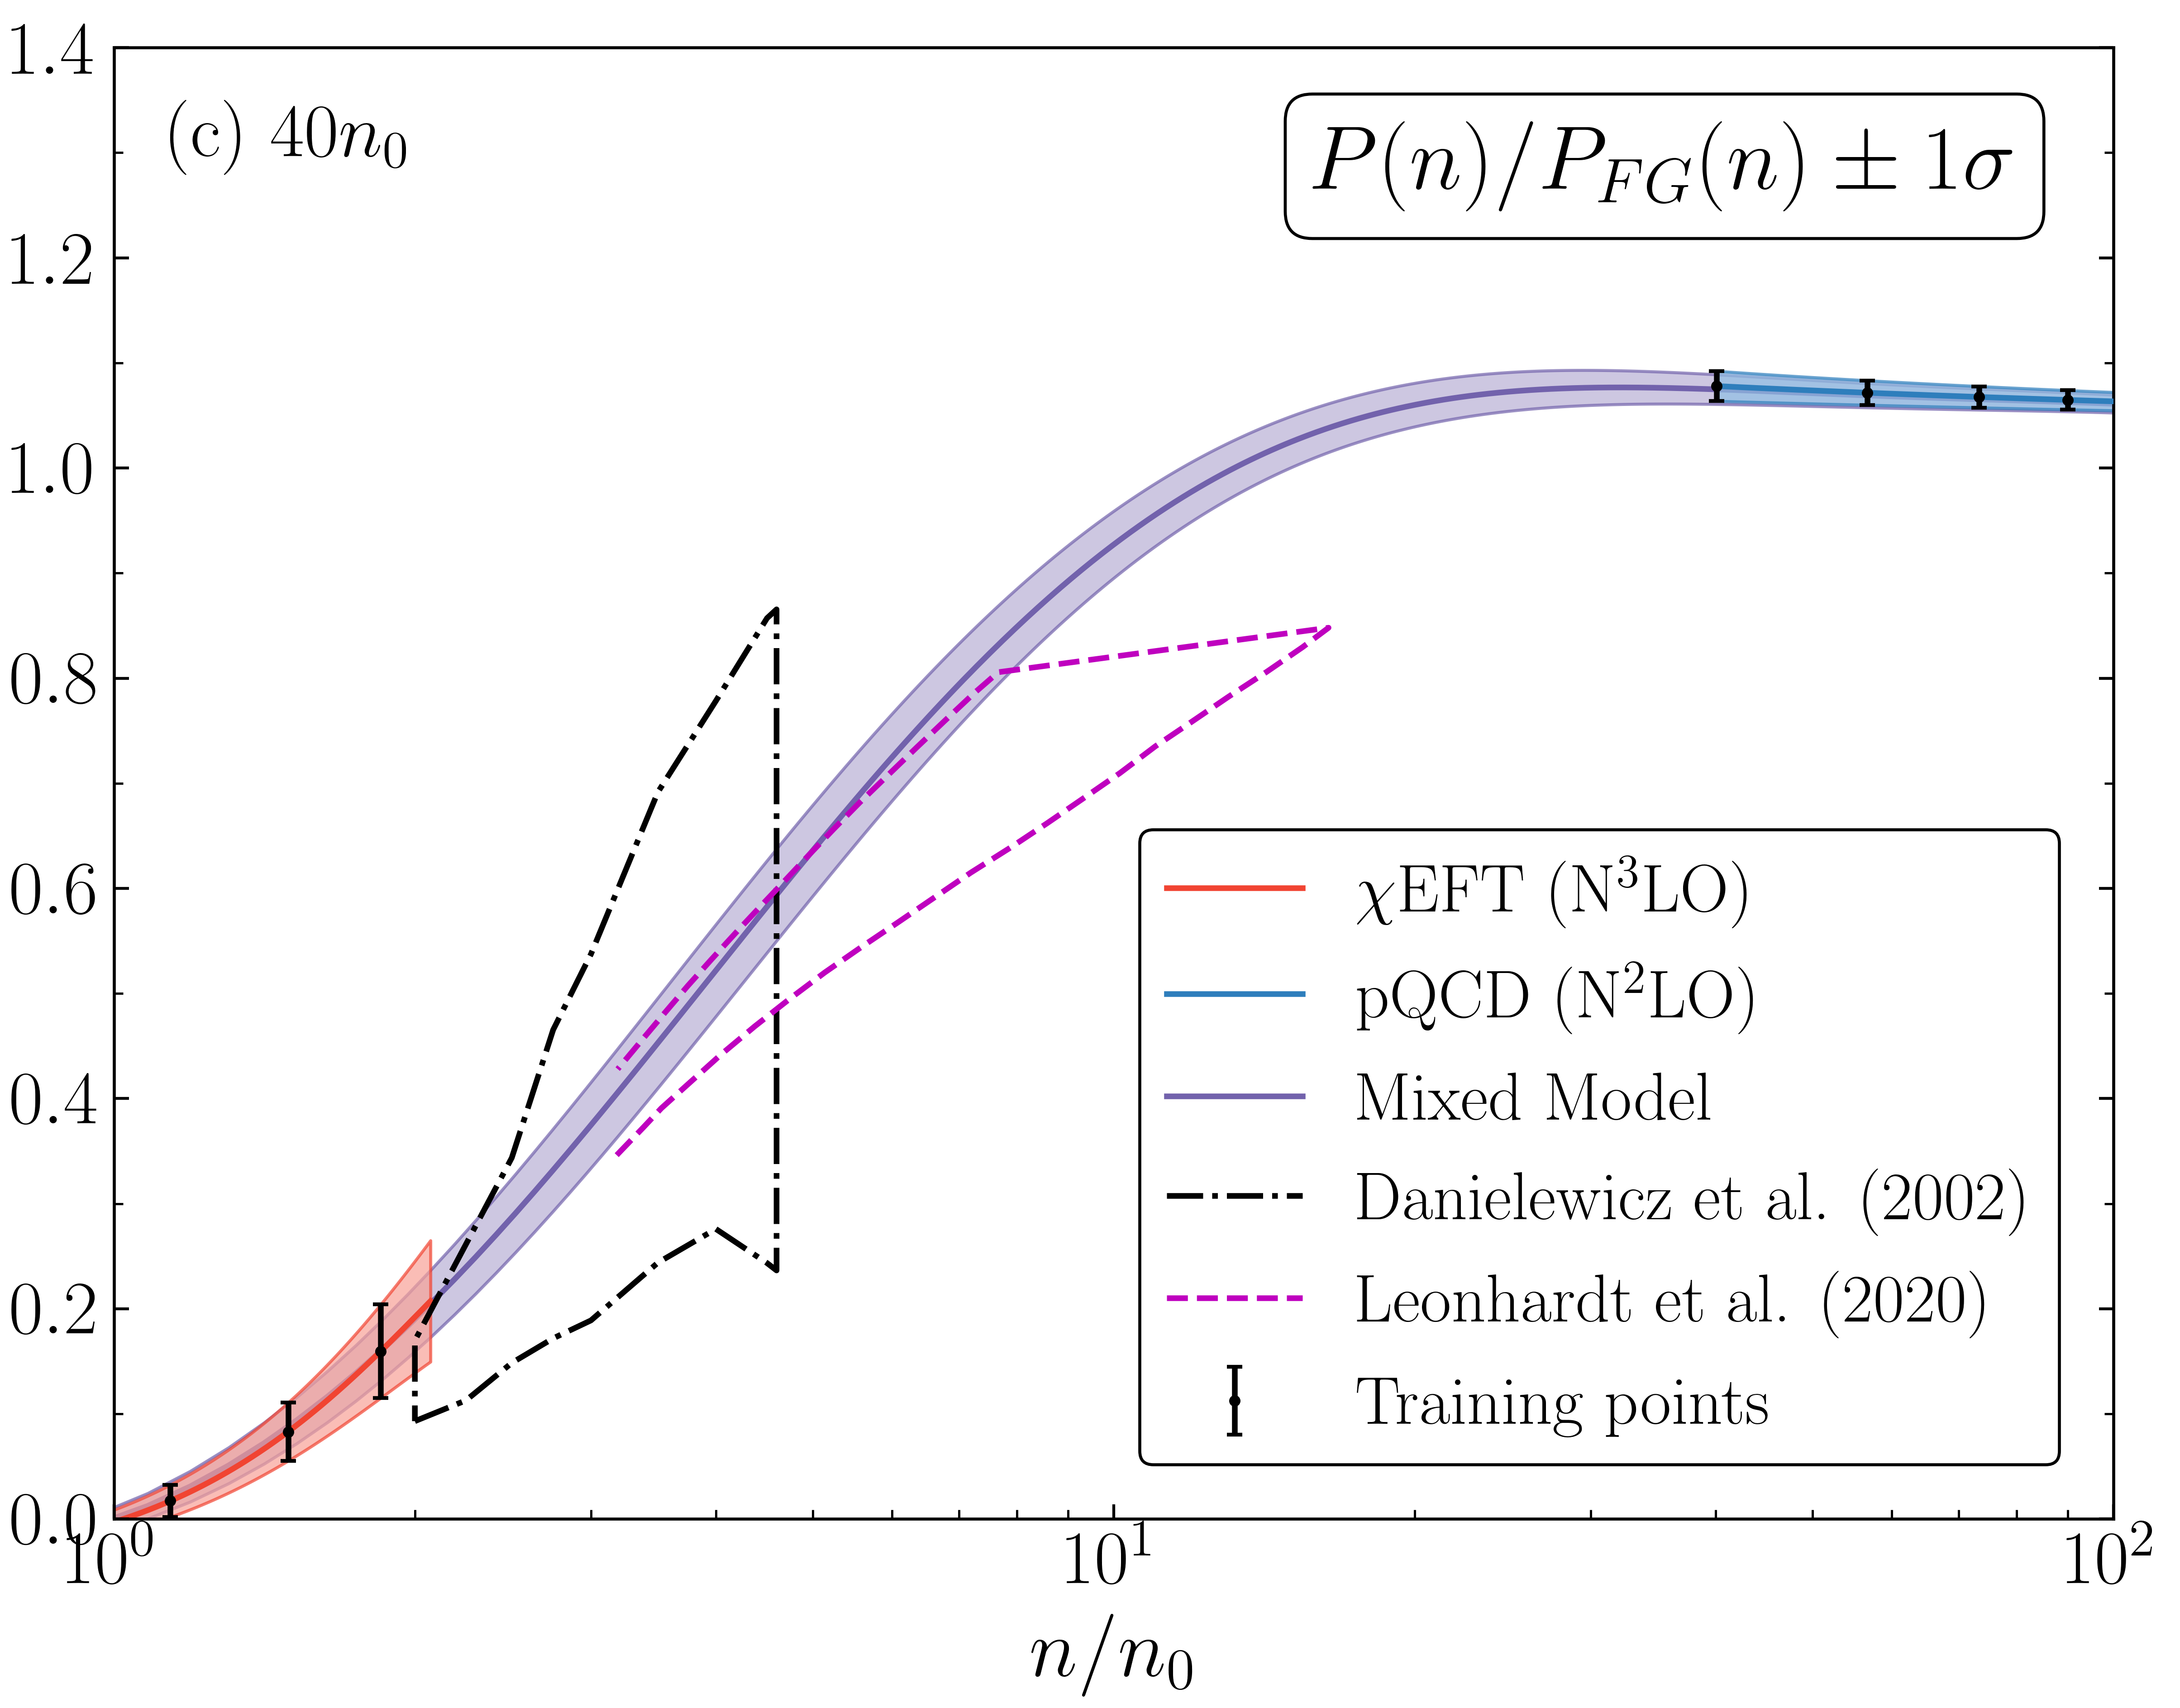 1.4
(c) 40n₀
P(n)/P_{FG}(n) ± 1σ
1.2
1.0
0.8
0.6
0.4
0.2
0.0
χEFT (N³LO)
pQCD (N²LO)
Mixed Model
Danielewicz et al. (2002)
Leonhardt et al. (2020)
Training points
10⁰ 10¹ 10²
n/n₀